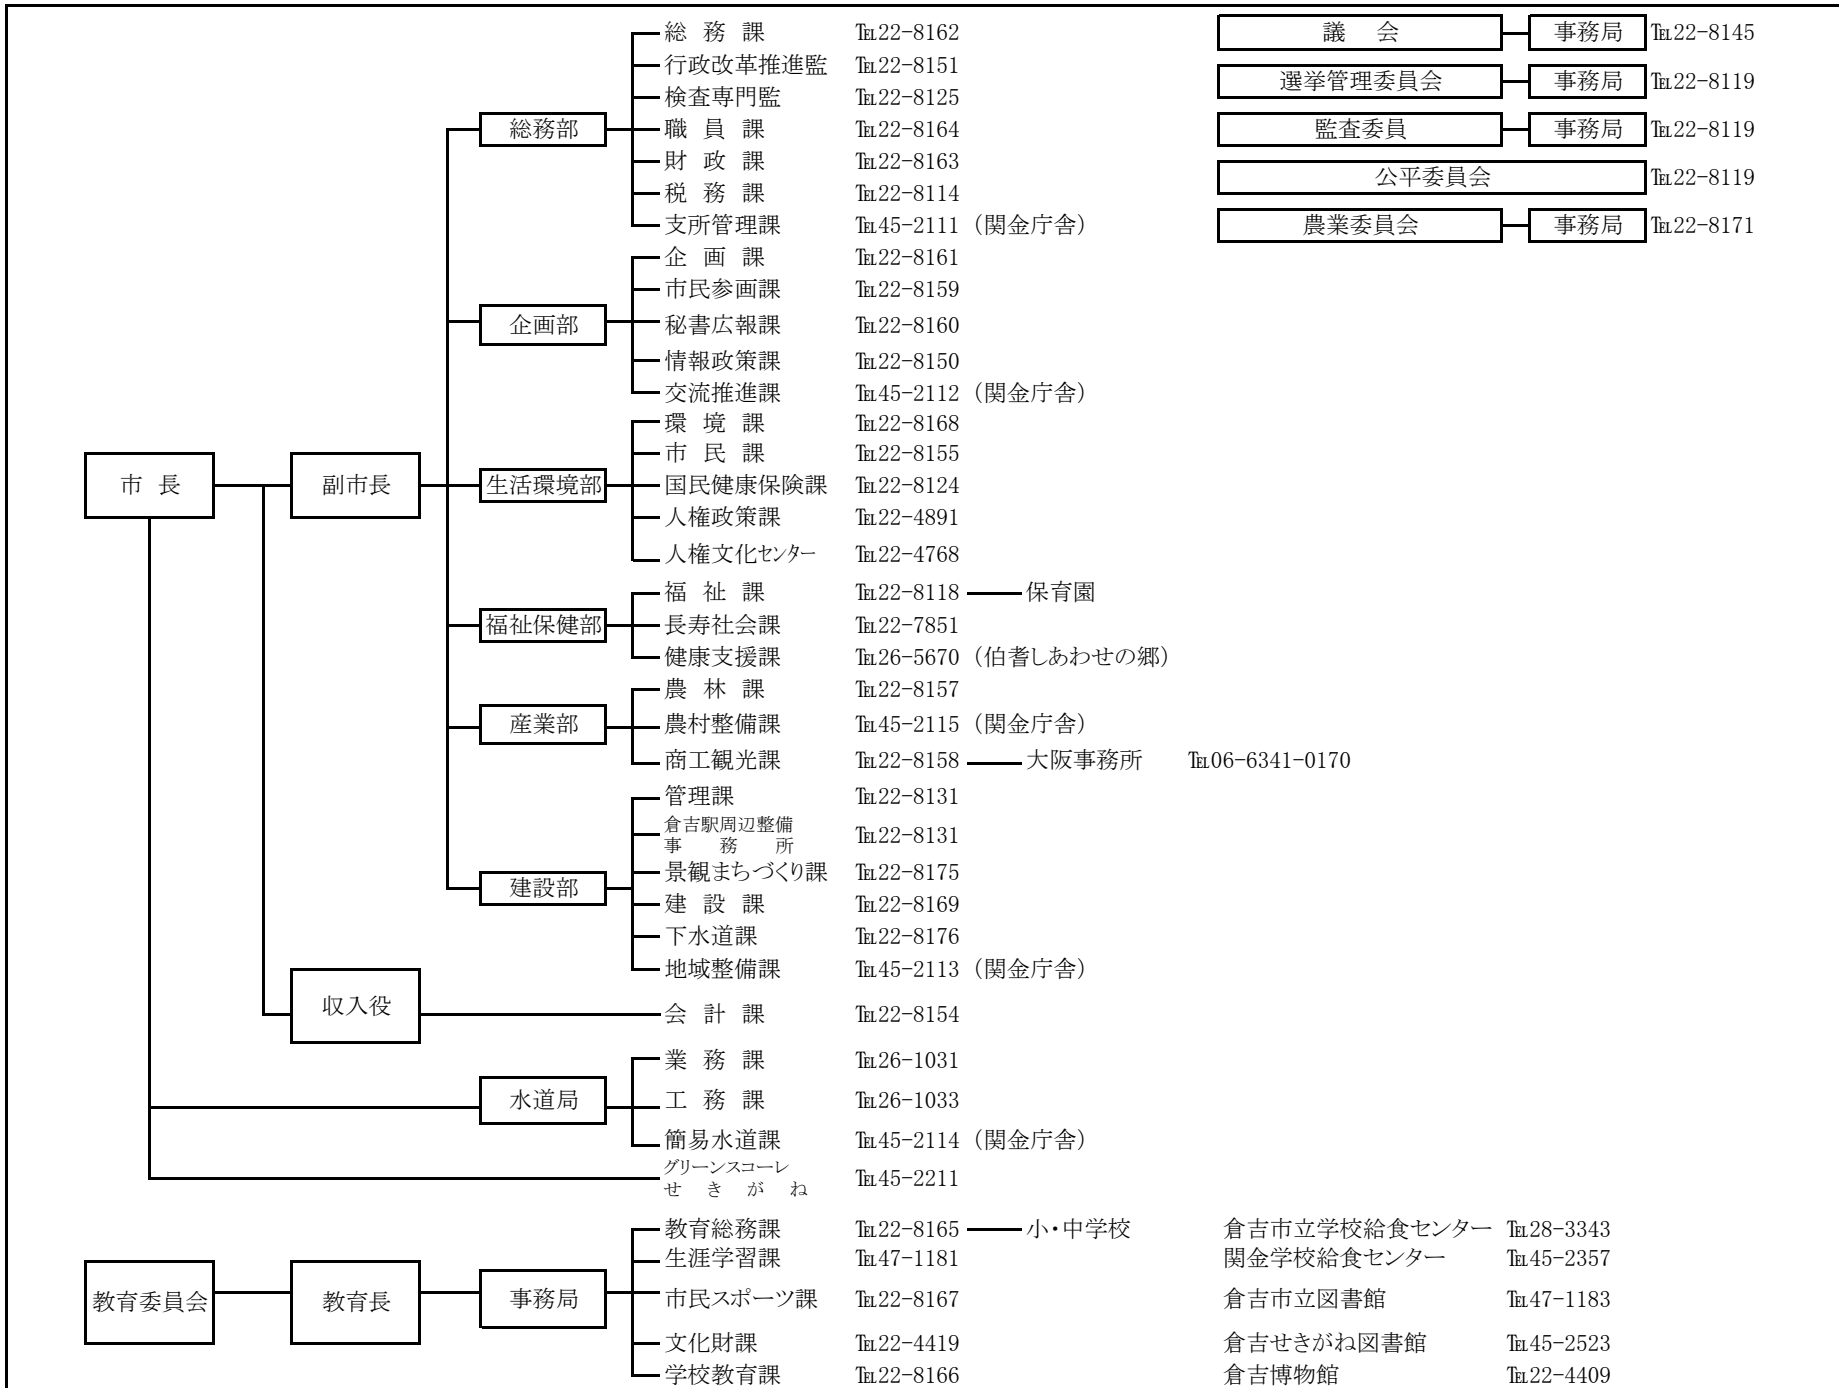 総 務 課 ℡22-8162 議 会 事務局 ℡22-8145
行政改革推進監 ℡22-8151
選挙管理委員会 事務局 ℡22-8119
検査専門監 ℡22-8125
総務部 職 員 課 ℡22-8164 監査委員 事務局 ℡22-8119
財 政 課 ℡22-8163
公平委員会 ℡22-8119
税 務 課 ℡22-8114
支所管理課 ℡45-2111 (関金庁舎) 農業委員会 事務局 ℡22-8171
企 画 課 ℡22-8161
市民参画課 ℡22-8159
企画部 秘書広報課 ℡22-8160
情報政策課 ℡22-8150
交流推進課 ℡45-2112 (関金庁舎)
環 境 課 ℡22-8168
市 民 課 ℡22-8155
市 長 副市長 生活環境部 国民健康保険課 ℡22-8124
人権政策課 ℡22-4891
人権文化センター ℡22-4768
福 祉 課 ℡22-8118 保育園
福祉保健部 長寿社会課 ℡22-7851
健康支援課 ℡26-5670 (伯耆しあわせの郷)
農 林 課 ℡22-8157
産業部 農村整備課 ℡45-2115 (関金庁舎)
商工観光課 ℡22-8158 大阪事務所 ℡06-6341-0170
管理課 ℡22-8131
倉吉駅周辺整備
事 務 所 ℡22-8131
景観まちづくり課 ℡22-8175
建設部
建 設 課 ℡22-8169
下水道課 ℡22-8176
地域整備課 ℡45-2113 (関金庁舎)
収入役 会 計 課 ℡22-8154
業 務 課 ℡26-1031
水道局 工 務 課 ℡26-1033
簡易水道課 ℡45-2114 (関金庁舎)
グリーンスコーレ
せ き が ね ℡45-2211
教育総務課 ℡22-8165 小・中学校 倉吉市立学校給食センター ℡28-3343
生涯学習課 ℡47-1181 関金学校給食センター ℡45-2357
教育委員会 教育長 事務局 市民スポーツ課 ℡22-8167 倉吉市立図書館 ℡47-1183
文化財課 ℡22-4419 倉吉せきがね図書館 ℡45-2523
学校教育課 ℡22-8166 倉吉博物館 ℡22-4409